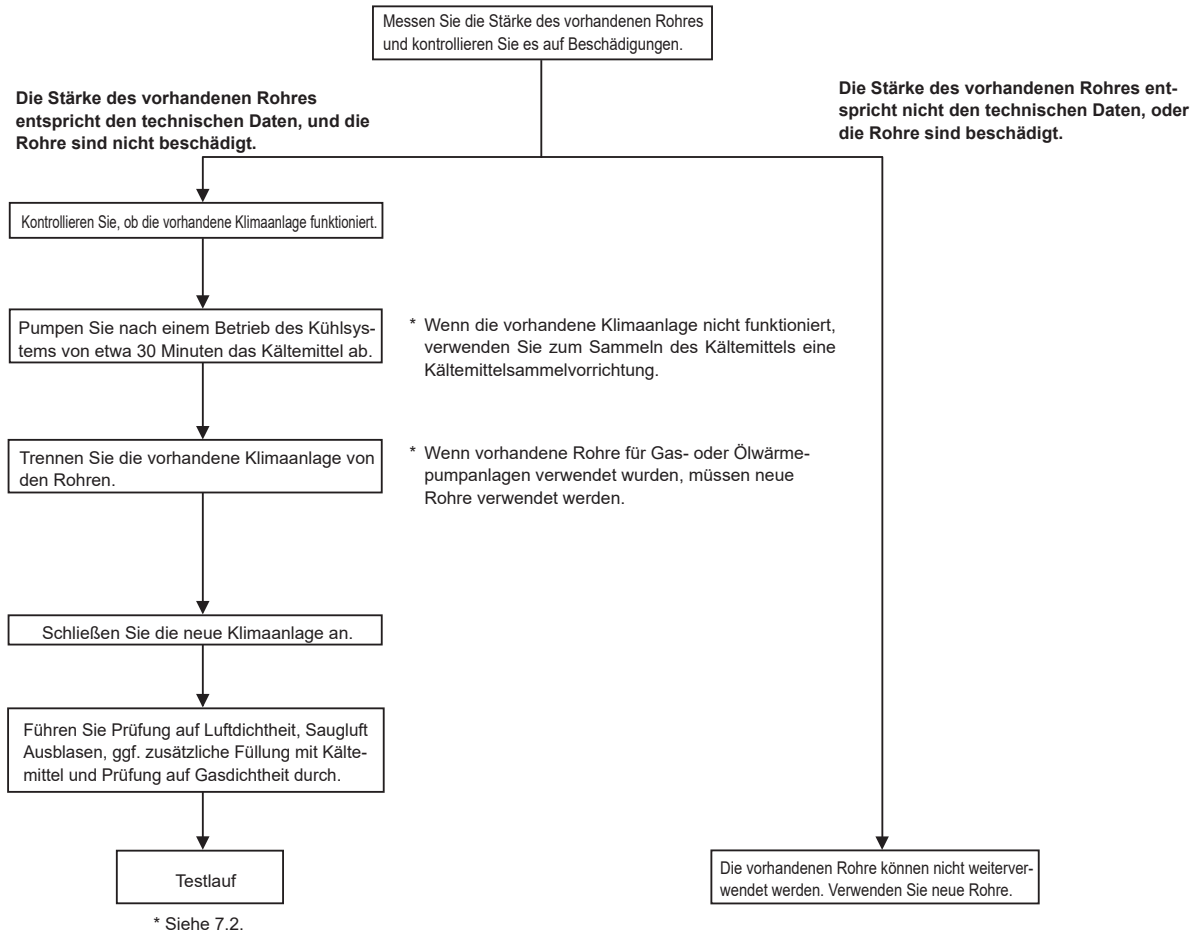 Messen Sie die Stärke des vorhandenen Rohres
und kontrollieren Sie es auf Beschädigungen.
Die Stärke des vorhandenen Rohres
entspricht den technischen Daten, und die
Rohre sind nicht beschädigt.
Die Stärke des vorhandenen Rohres ent-
spricht nicht den technischen Daten, oder
die Rohre sind beschädigt.
Kontrollieren Sie, ob die vorhandene Klimaanlage funktioniert.
Pumpen Sie nach einem Betrieb des Kühlsys-
tems von etwa 30 Minuten das Kältemittel ab.
* Wenn die vorhandene Klimaanlage nicht funktioniert,
verwenden Sie zum Sammeln des Kältemittels eine
Kältemittelsammelvorrichtung.
Trennen Sie die vorhandene Klimaanlage von
den Rohren.
* Wenn vorhandene Rohre für Gas- oder Ölwärme-
pumpanlagen verwendet wurden, müssen neue
Rohre verwendet werden.
Schließen Sie die neue Klimaanlage an.
Führen Sie Prüfung auf Luftdichtheit, Saugluft
Ausblasen, ggf. zusätzliche Füllung mit Kälte-
mittel und Prüfung auf Gasdichtheit durch.
Testlauf
* Siehe 7.2.
Die vorhandenen Rohre können nicht weiterver-
wendet werden. Verwenden Sie neue Rohre.